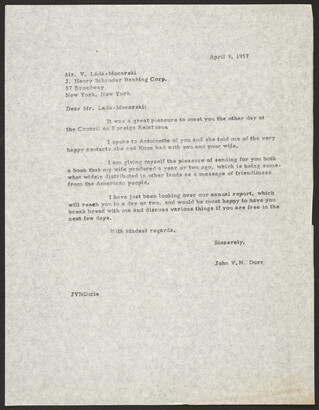 April 9, 1957
Mr. V. Lada-Mocarski
J. Henry Schroder Banking Corp.
57 Broadway
New York, New York
Dear Mr. Lada-Mocarski:
It was a great pleasure to meet you the other day at
the Council on Foreign Relations.
I spoke to Antoinette of you and she told me of the very
happy contacts she and Knox had with you and your wife.
I am giving myself the pleasure of sending for you both
a book that my wife produced a year or two ago, which is being some-
what widely distributed in other lands as a message of friendliness
from the American people.
I have just been looking over our annual report, which
will reach you in a day or two, and would be most happy to have you
break bread with me and discuss various things if you are free in the
next few days.
With kindest regards,
Sincerely,
John V.N. Dorr